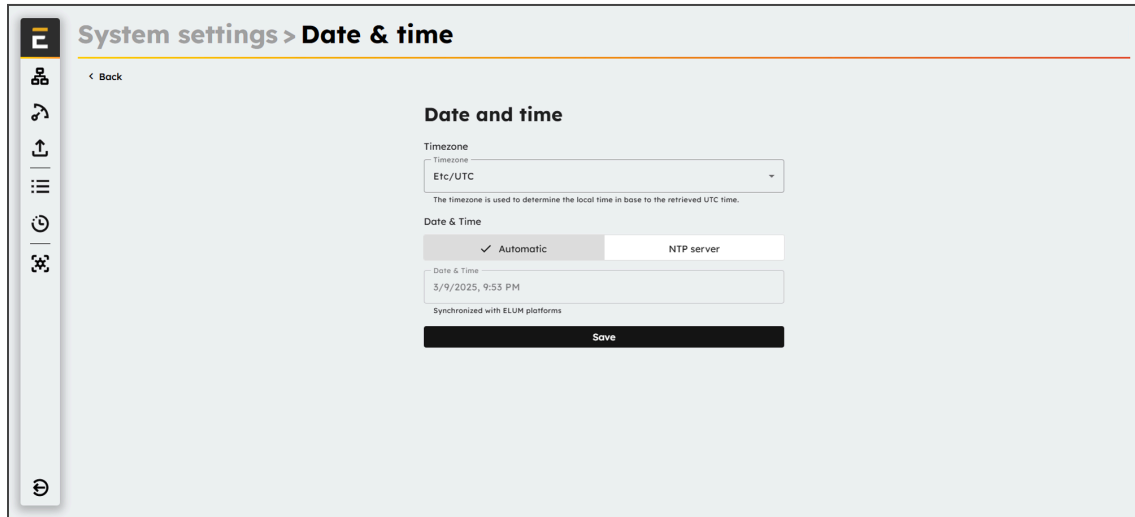 E
System settings > Date & time
< Back
Date and time
Timezone
Timezone
Etc/UTC
The timezone is used to determine the local time in base to the retrieved UTC time.
Date & Time
Automatic NTP server
Date & Time
3/9/2025, 9:53 PM
Synchronized with ELUM platforms
Save